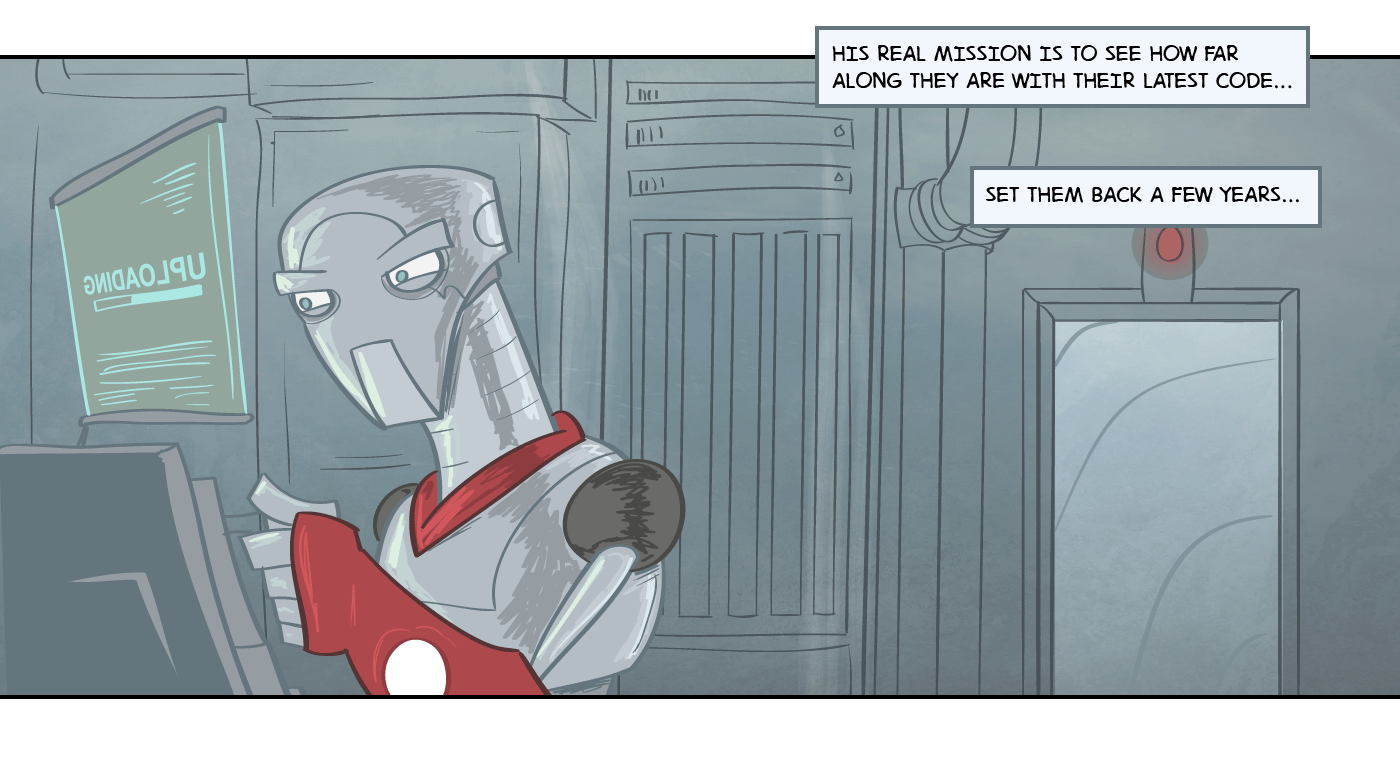 HIS REAL MISSION IS TO SEE HOW FAR
ALONG THEY ARE WITH THEIR LATEST CODE...
SET THEM BACK A FEW YEARS...
UPLOADING